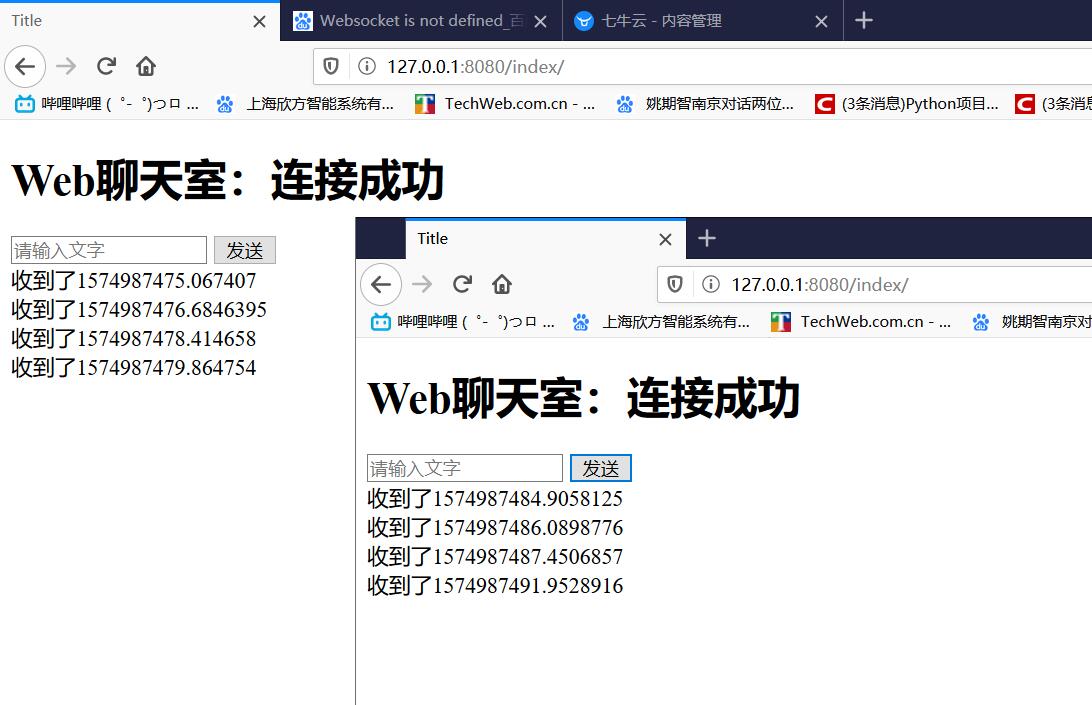 Title
Websocket is not defined_百
七牛云 - 内容管理
127.0.0.1:8080/index/
哔哩哔哩 ( ゜- ゜)つロ ...
上海欣方智能系统有...
TechWeb.com.cn - ...
姚期智南京对话两位...
(3条消息)Python项目...
(3条消息
Web聊天室：连接成功
请输入文字
发送
收到了1574987475.067407
收到了1574987476.6846395
收到了1574987478.414658
收到了1574987479.864754
Title
127.0.0.1:8080/index/
哔哩哔哩 ( ゜- ゜)つロ ...
上海欣方智能系统有...
TechWeb.com.cn - ...
姚期智南京对
Web聊天室：连接成功
请输入文字
发送
收到了1574987484.9058125
收到了1574987486.0898776
收到了1574987487.4506857
收到了1574987491.9528916